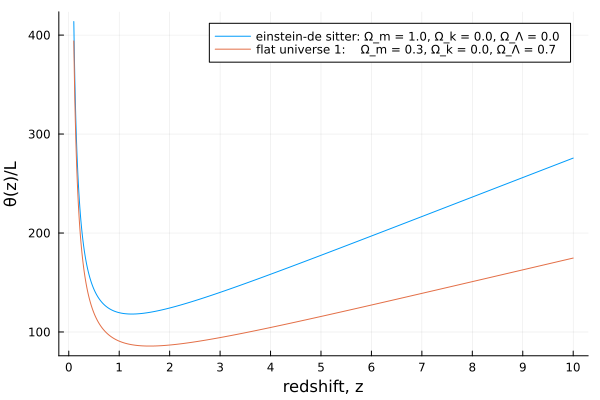 einstein-de sitter: Ω_m = 1.0, Ω_k = 0.0, Ω_Λ = 0.0
flat universe 1: Ω_m = 0.3, Ω_k = 0.0, Ω_Λ = 0.7
θ(z)/L
400
300
200
100
0 1 2 3 4 5 6 7 8 9 10
redshift, z